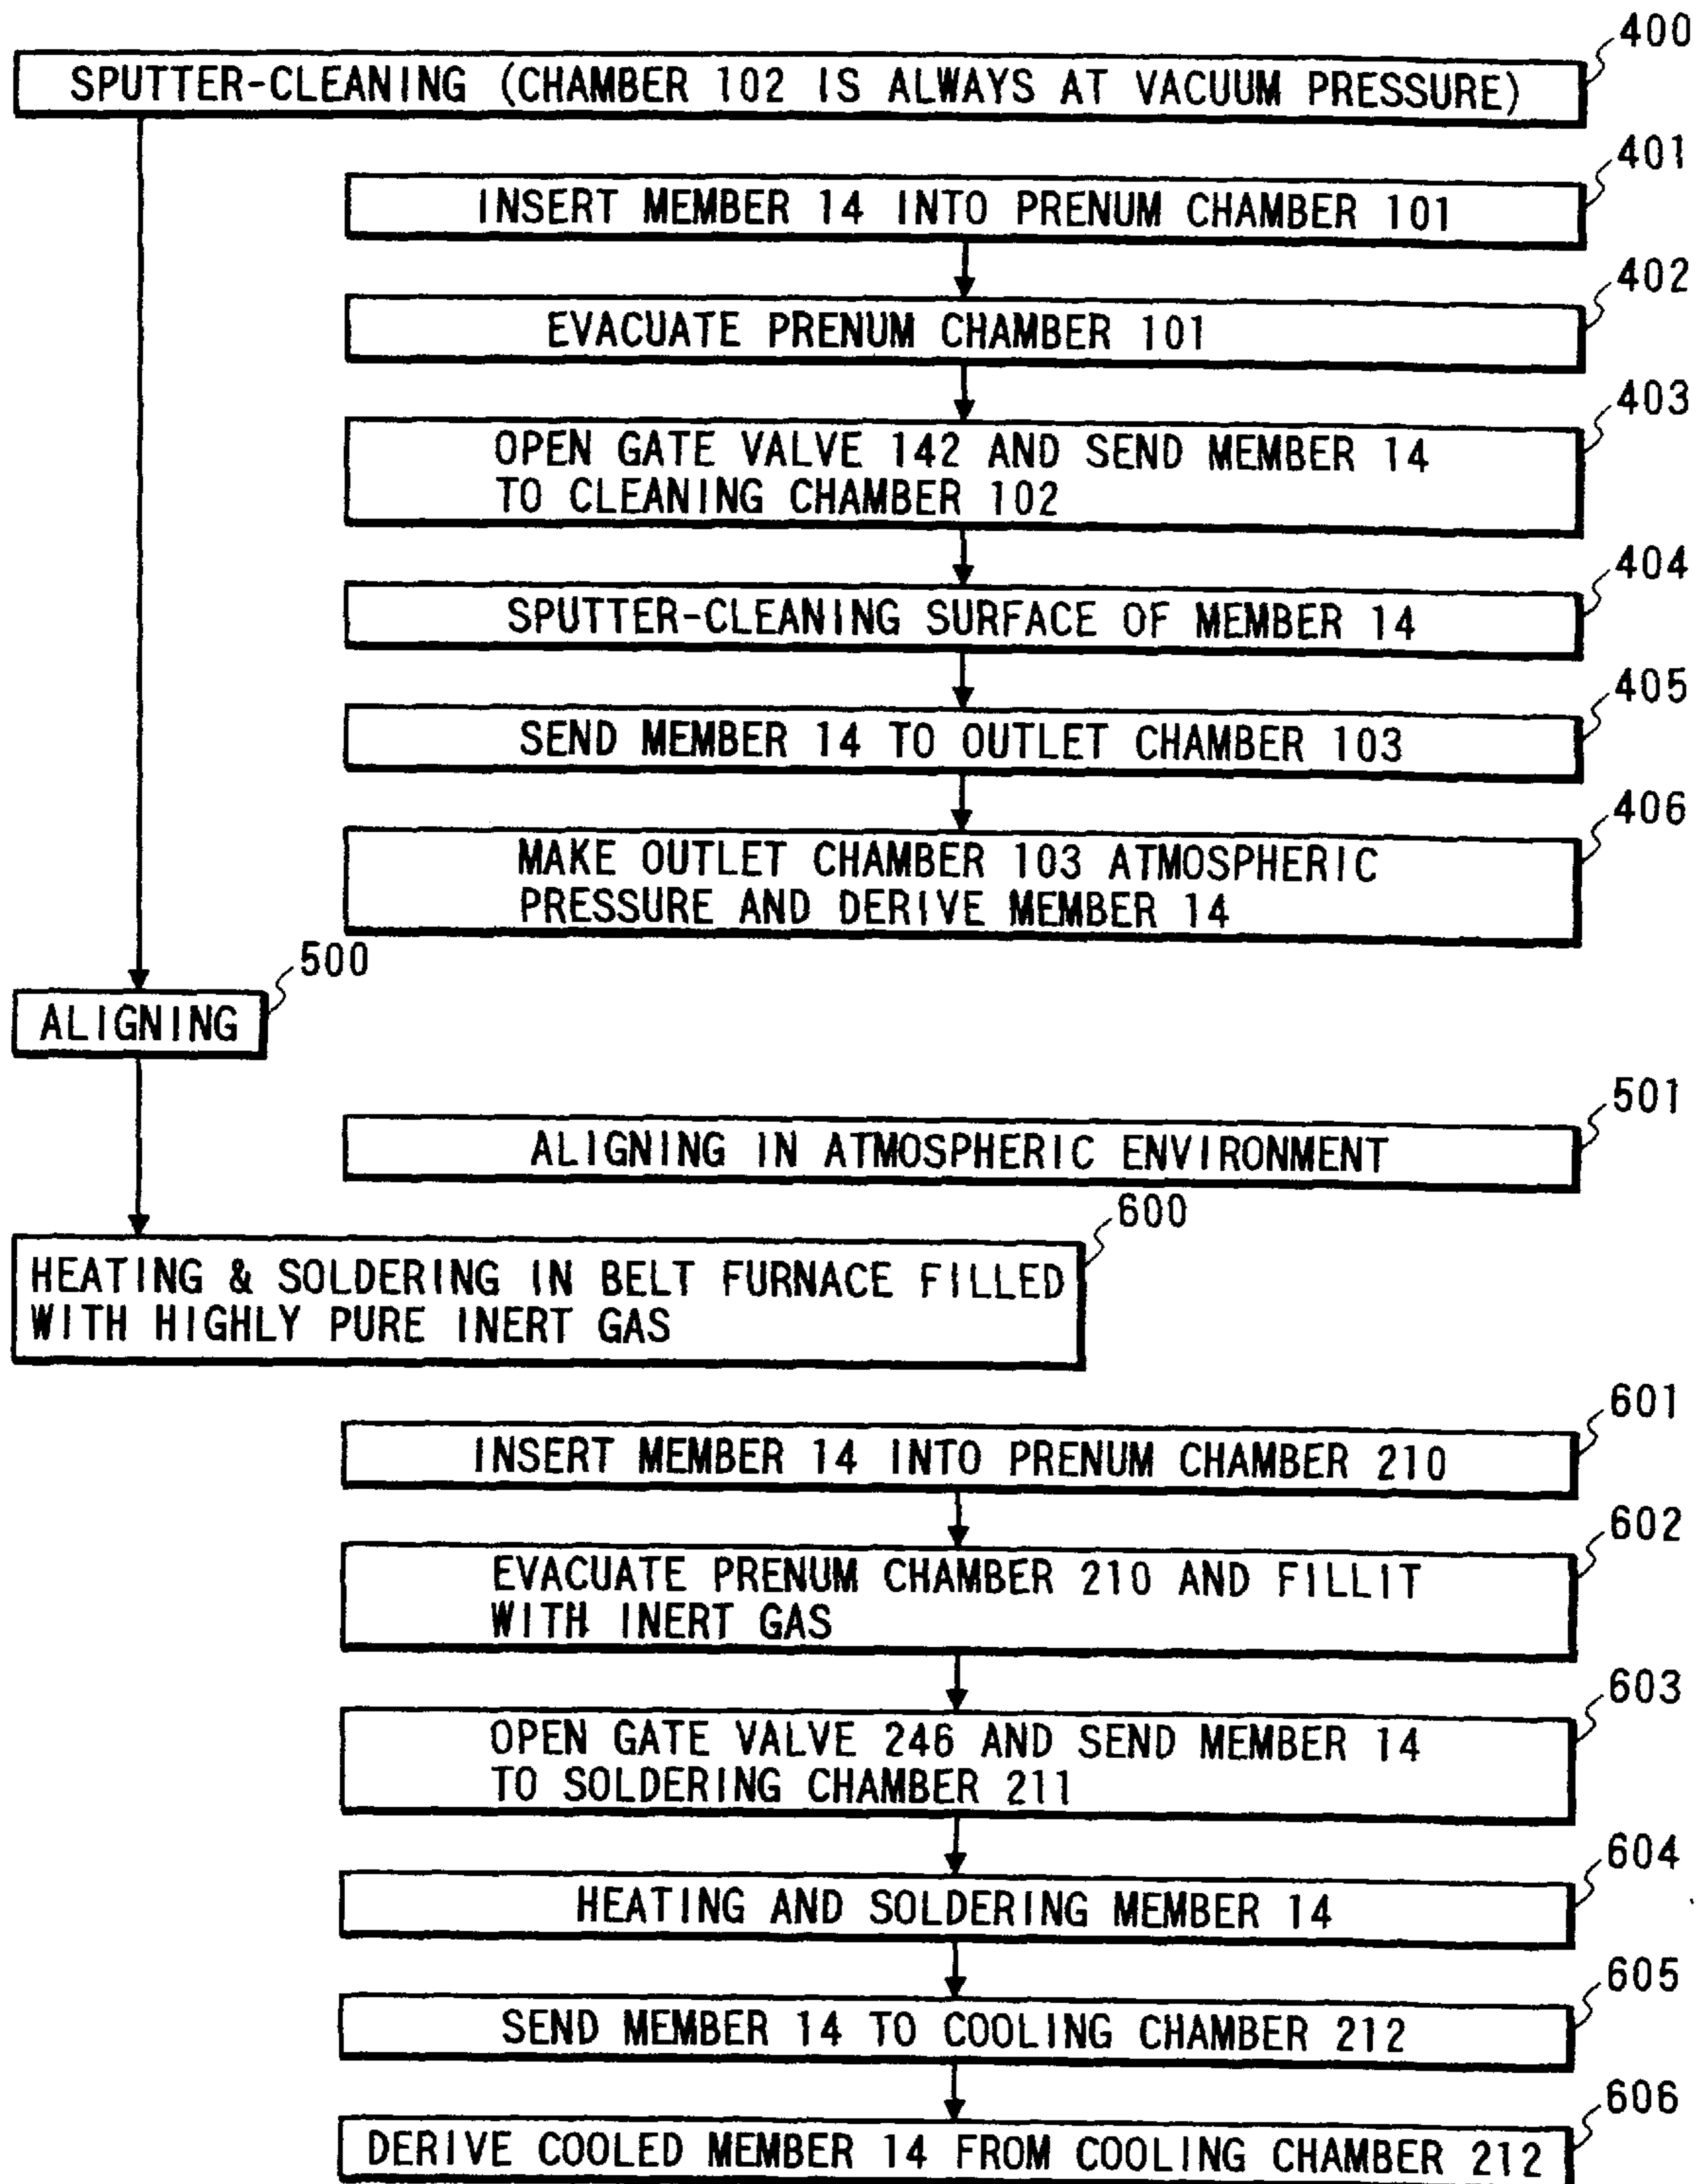 400
SPUTTER-CLEANING (CHAMBER 102 IS ALWAYS AT VACUUM PRESSURE)
401
INSERT MEMBER 14 INTO PRENUM CHAMBER 101
402
EVACUATE PRENUM CHAMBER 101
403
OPEN GATE VALVE 142 AND SEND MEMBER 14
TO CLEANING CHAMBER 102
404
SPUTTER-CLEANING SURFACE OF MEMBER 14
405
SEND MEMBER 14 TO OUTLET CHAMBER 103
406
MAKE OUTLET CHAMBER 103 ATMOSPHERIC
PRESSURE AND DERIVE MEMBER 14
500
ALIGNING
501
ALIGNING IN ATMOSPHERIC ENVIRONMENT
600
HEATING & SOLDERING IN BELT FURNACE FILLED
WITH HIGHLY PURE INERT GAS
601
INSERT MEMBER 14 INTO PRENUM CHAMBER 210
602
EVACUATE PRENUM CHAMBER 210 AND FILLIT
WITH INERT GAS
603
OPEN GATE VALVE 246 AND SEND MEMBER 14
TO SOLDERING CHAMBER 211
604
HEATING AND SOLDERING MEMBER 14
605
SEND MEMBER 14 TO COOLING CHAMBER 212
606
DERIVE COOLED MEMBER 14 FROM COOLING CHAMBER 212